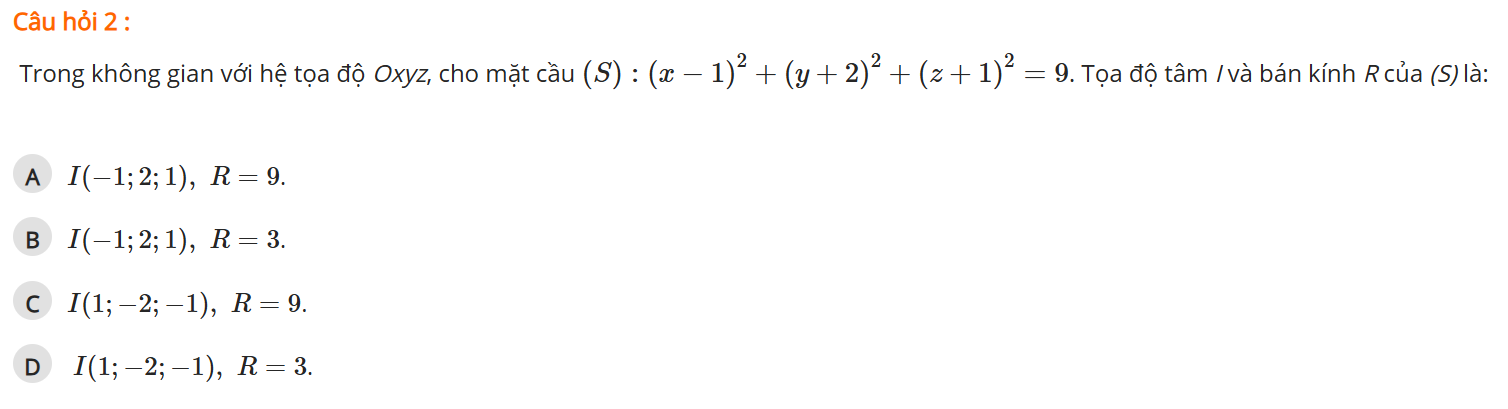 Câu hỏi 2 :
Trong không gian với hệ tọa độ Oxyz, cho mặt cầu (S) : (x − 1)² + (y + 2)² + (z + 1)² = 9. Tọa độ tâm I và bán kính R của (S) là:
A I(−1; 2; 1), R = 9.
B I(−1; 2; 1), R = 3.
C I(1; −2; −1), R = 9.
D I(1; −2; −1), R = 3.